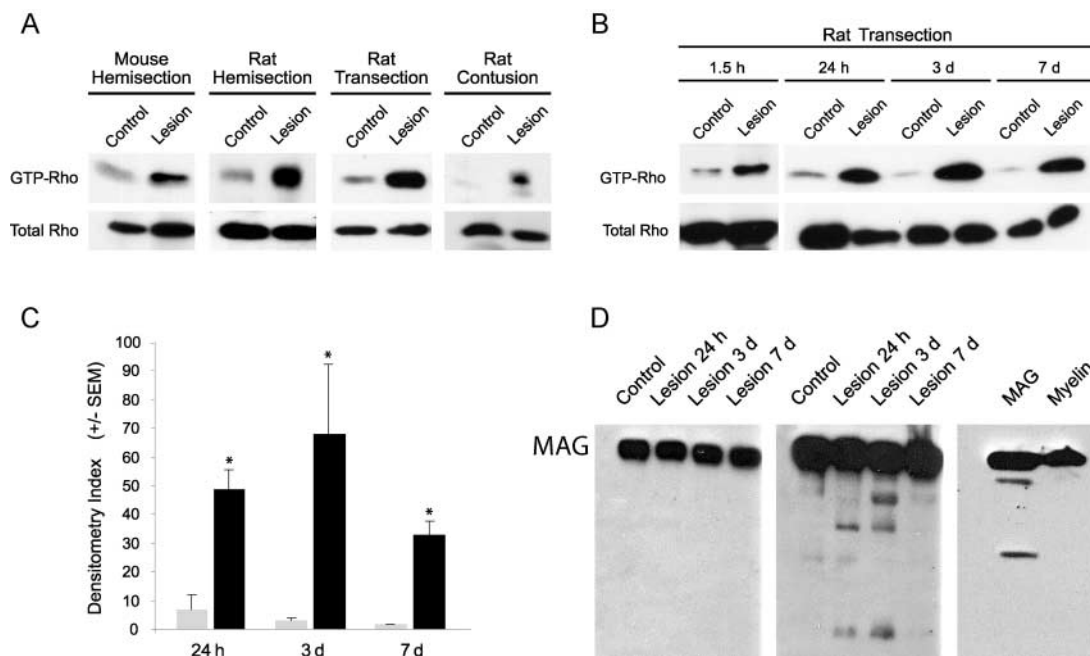 A
Mouse Hemisection
Rat Hemisection
Rat Transection
Rat Contusion
Control Lesion Control Lesion Control Lesion Control Lesion
GTP-Rho
Total Rho
B
Rat Transection
1.5 h 24 h 3 d 7 d
Control Lesion Control Lesion Control Lesion Control Lesion
GTP-Rho
Total Rho
C
Densitometry Index (+/- SEM)
100
90
80
70
60
50
40
30
20
10
0
* * *
24 h 3 d 7 d
D
Control Lesion 24 h Lesion 3 d Lesion 7 d
Control Lesion 24 h Lesion 3 d Lesion 7 d
MAG Myelin
MAG